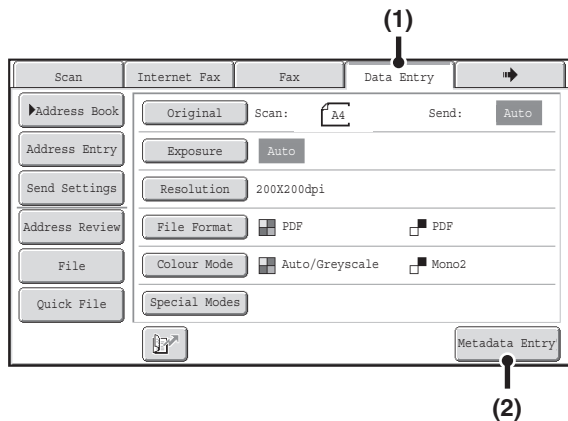 (1)
Scan Internet Fax Fax Data Entry
Address Book Original Scan: A4 Send: Auto
Address Entry Exposure Auto
Send Settings Resolution 200X200dpi
Address Review File Format PDF PDF
File Colour Mode Auto/Greyscale Mono2
Quick File Special Modes
Metadata Entry
(2)